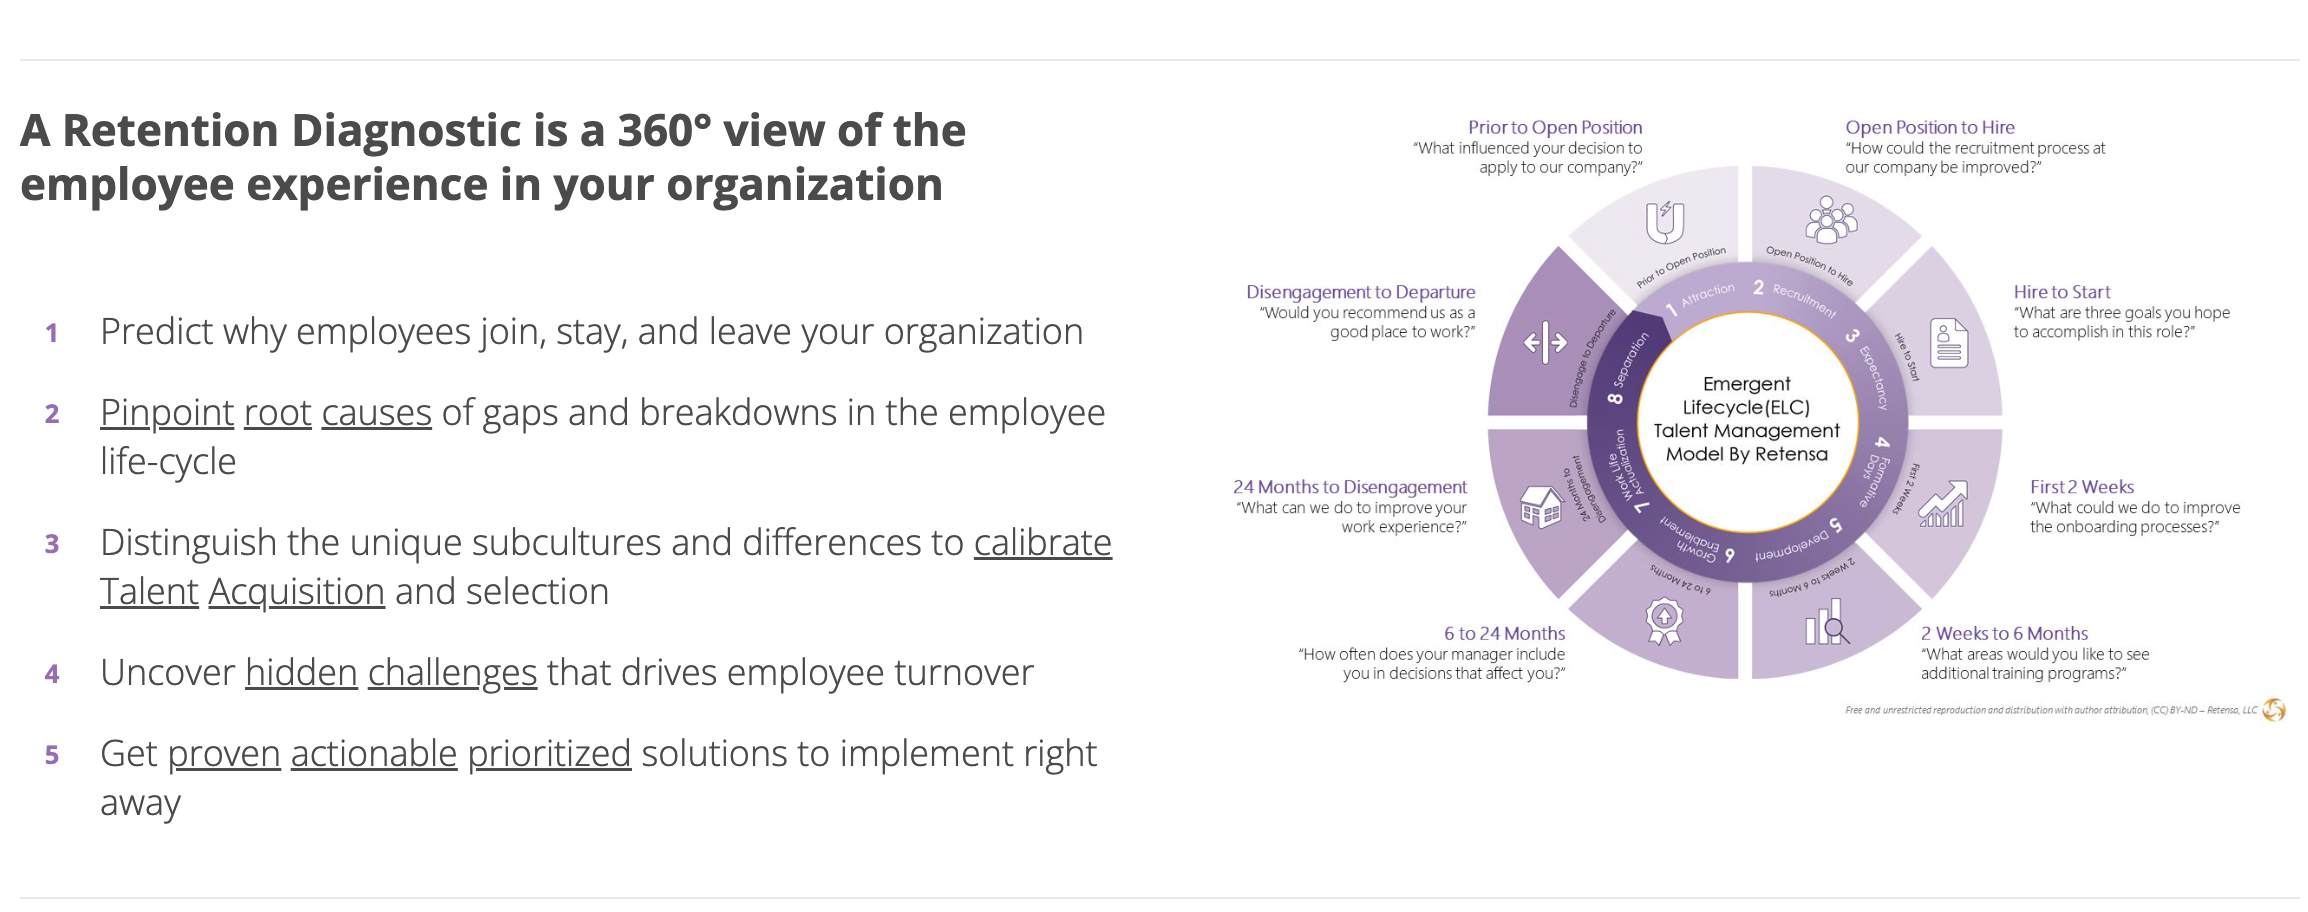 A Retention Diagnostic is a 360° view of the
employee experience in your organization
1 Predict why employees join, stay, and leave your organization
2 Pinpoint root causes of gaps and breakdowns in the employee
life-cycle
3 Distinguish the unique subcultures and differences to calibrate
Talent Acquisition and selection
4 Uncover hidden challenges that drives employee turnover
5 Get proven actionable prioritized solutions to implement right
away
Prior to Open Position
“What influenced your decision to
apply to our company?”
Open Position to Hire
“How could the recruitment process at
our company be improved?”
Hire to Start
“What are three goals you hope
to accomplish in this role?”
First 2 Weeks
“What could we do to improve
the onboarding processes?”
2 Weeks to 6 Months
“What areas would you like to see
additional training programs?”
6 to 24 Months
“How often does your manager include
you in decisions that affect you?”
24 Months to Disengagement
“What can we do to improve your
work experience?”
Disengagement to Departure
“Would you recommend us as a
good place to work?”
Prior to Open Position
Open Position to Hire
Hire to Start
First 2 Weeks
2 Weeks to 6 Months
6 to 24 Months
24 Months to
Disengagement
Disengage to Departure
1 Attraction
2 Recruitment
3 Expectancy
4 Formative
Days
5 Development
6 Growth
Enablement
7 Work Life
Actualization
8 Separation
Emergent
Lifecycle(ELC)
Talent Management
Model By Retensa
Free and unrestricted reproduction and distribution with author attribution, (CC) BY-ND – Retensa, LLC